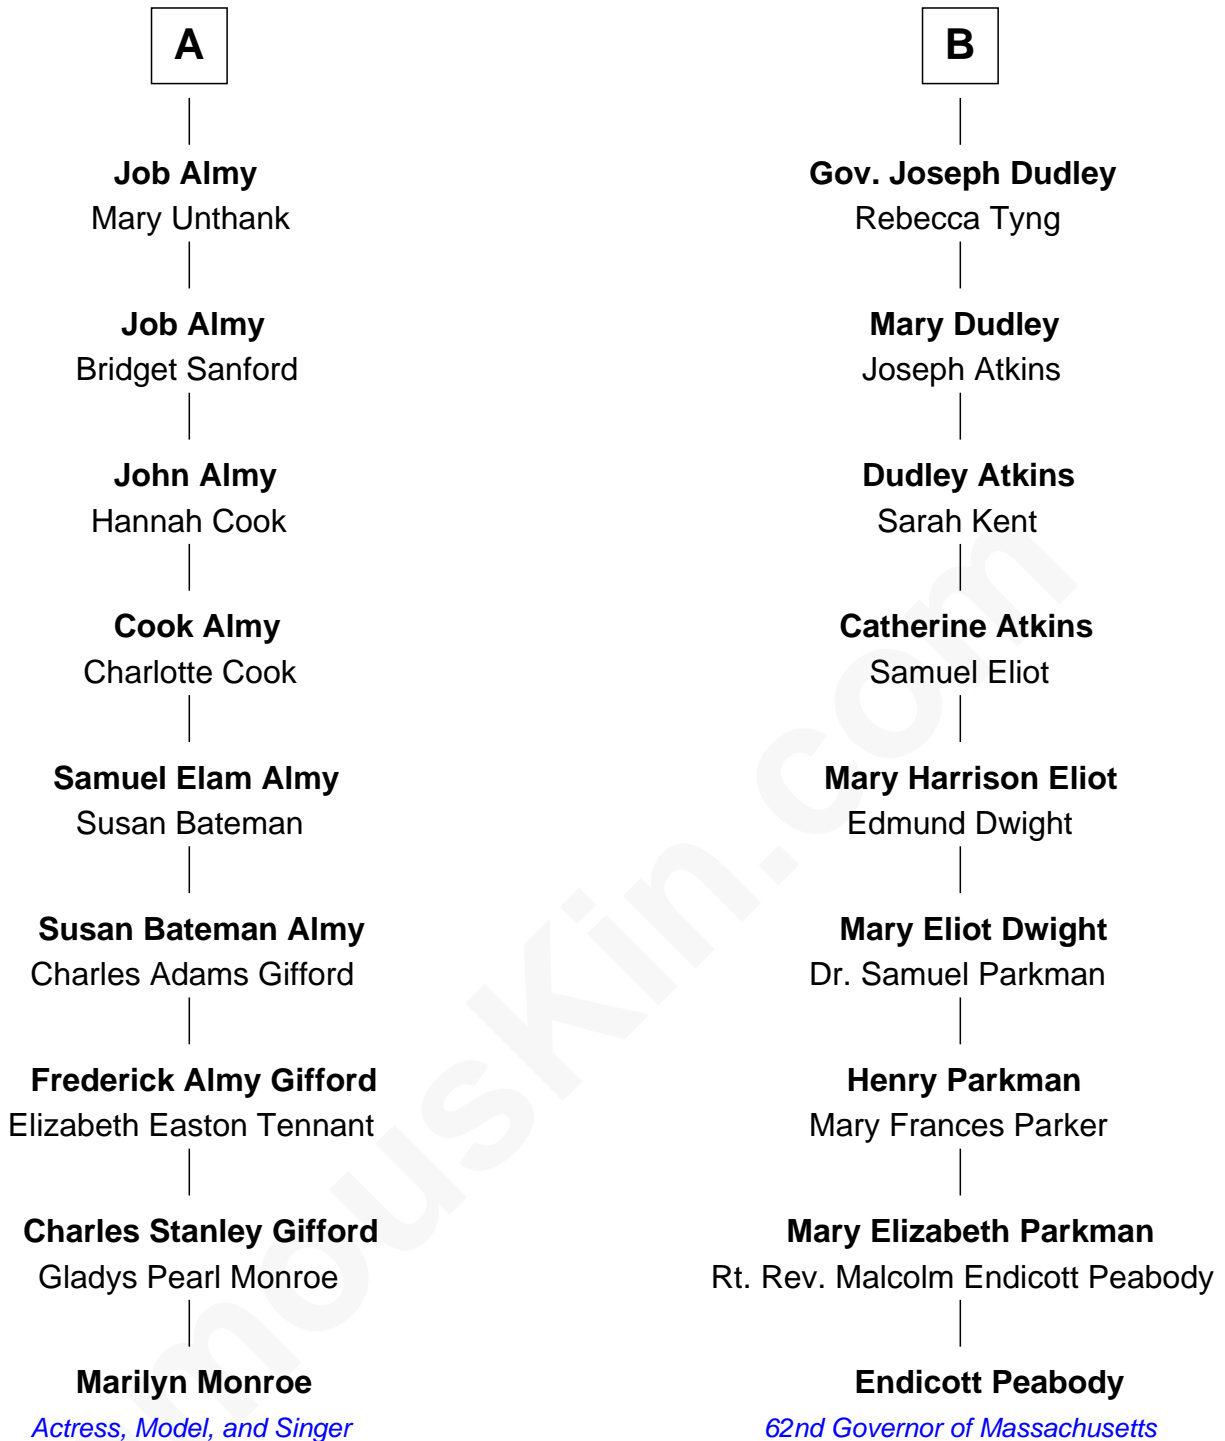 A
Job Almy
Mary Unthank
Job Almy
Bridget Sanford
John Almy
Hannah Cook
Cook Almy
Charlotte Cook
Samuel Elam Almy
Susan Bateman
Susan Bateman Almy
Charles Adams Gifford
Frederick Almy Gifford
Elizabeth Easton Tennant
Charles Stanley Gifford
Gladys Pearl Monroe
Marilyn Monroe
Actress, Model, and Singer
B
Gov. Joseph Dudley
Rebecca Tyng
Mary Dudley
Joseph Atkins
Dudley Atkins
Sarah Kent
Catherine Atkins
Samuel Eliot
Mary Harrison Eliot
Edmund Dwight
Mary Eliot Dwight
Dr. Samuel Parkman
Henry Parkman
Mary Frances Parker
Mary Elizabeth Parkman
Rt. Rev. Malcolm Endicott Peabody
Endicott Peabody
62nd Governor of Massachusetts
mousKin.com